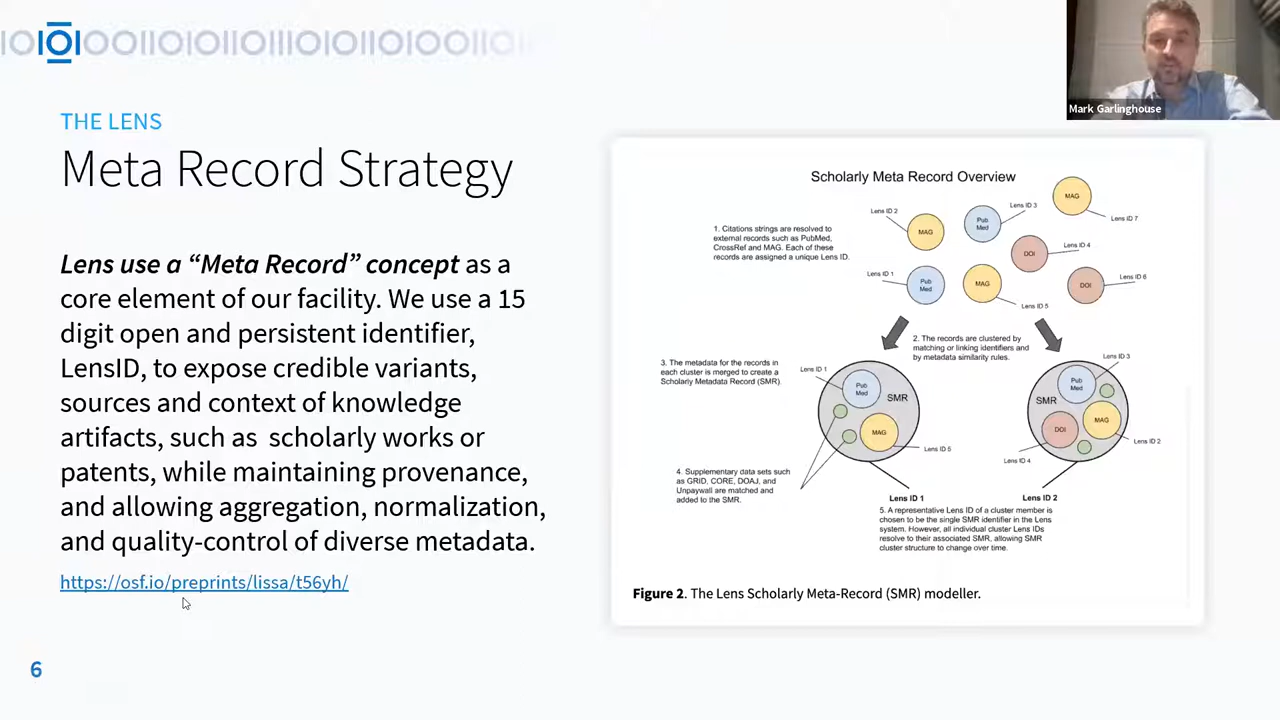 Mark Garlinghouse
THE LENS
Meta Record Strategy
Lens use a “Meta Record” concept as a
core element of our facility. We use a 15
digit open and persistent identifier,
LensID, to expose credible variants,
sources and context of knowledge
artifacts, such as scholarly works or
patents, while maintaining provenance,
and allowing aggregation, normalization,
and quality-control of diverse metadata.
https://osf.io/preprints/lissa/t56yh/
6
Scholarly Meta Record Overview
1. Citations strings are resolved to
external records such as PubMed,
CrossRef and MAG. Each of these
records are assigned a unique Lens ID.
Lens ID 2
MAG
Pub
Med
Lens ID 3
MAG
Lens ID 7
DOI
Lens ID 4
Lens ID 1
Pub
Med
MAG
Lens ID 5
DOI
Lens ID 6
2. The records are clustered by
matching or linking identifiers and
by metadata similarity rules.
3. The metadata for the records in
each cluster is merged to create a
Scholarly Metadata Record (SMR).
Lens ID 1
Pub
Med
SMR
MAG
Lens ID 5
Lens ID 3
Pub
Med
SMR
MAG
DOI
Lens ID 2
Lens ID 4
4. Supplementary data sets such
as GRID, CORE, DOAJ, and
Unpaywall are matched and
added to the SMR.
Lens ID 1
Lens ID 2
5. A representative Lens ID of a cluster member is
chosen to be the single SMR identifier in the Lens
system. However, all individual cluster Lens IDs
resolve to their associated SMR, allowing SMR
cluster structure to change over time.
Figure 2. The Lens Scholarly Meta-Record (SMR) modeller.